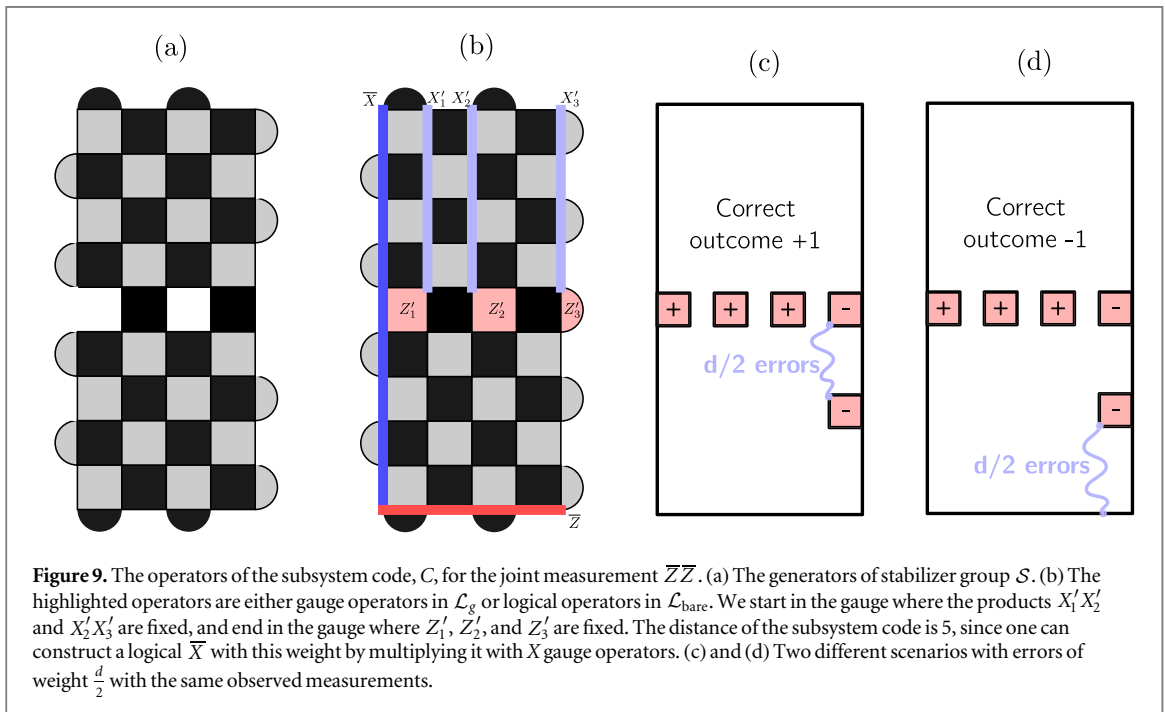 (a)
(b)
(c)
(d)
X̅ X′₁ X′₂ X′₃
Z′₁ Z′₂ Z′₃
Z̅
Correct
outcome +1
+ + + -
d/2 errors
-
Correct
outcome -1
+ + + -
-
d/2 errors
Figure 9. The operators of the subsystem code, C, for the joint measurement Z̅Z̅. (a) The generators of stabilizer group 𝒮. (b) The
highlighted operators are either gauge operators in ℒg or logical operators in ℒbare. We start in the gauge where the products X′₁X′₂
and X′₂X′₃ are fixed, and end in the gauge where Z′₁, Z′₂, and Z′₃ are fixed. The distance of the subsystem code is 5, since one can
construct a logical X̅ with this weight by multiplying it with X gauge operators. (c) and (d) Two different scenarios with errors of
weight d/2 with the same observed measurements.